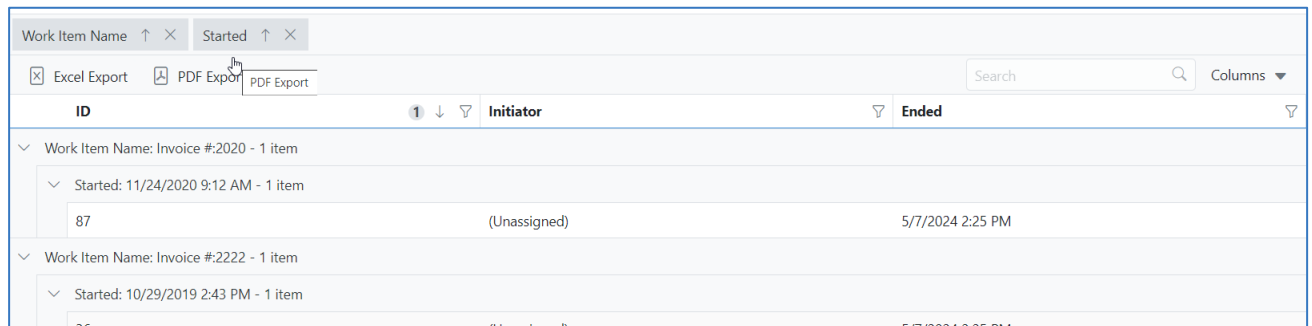 Work Item Name Started
Excel Export PDF Expor PDF Export Search Columns
ID 1 Initiator Ended
Work Item Name: Invoice #:2020 - 1 item
Started: 11/24/2020 9:12 AM - 1 item
87 (Unassigned) 5/7/2024 2:25 PM
Work Item Name: Invoice #:2222 - 1 item
Started: 10/29/2019 2:43 PM - 1 item